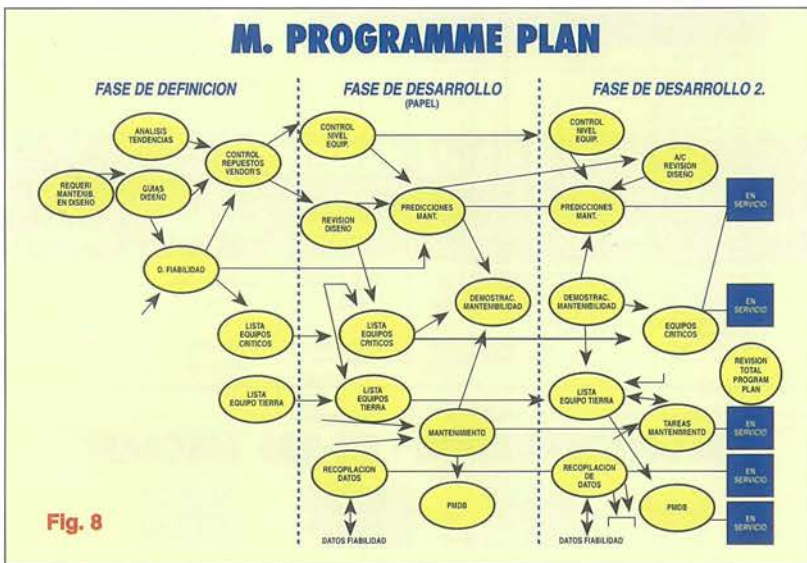 M. PROGRAMME PLAN
FASE DE DEFINICION
FASE DE DESARROLLO
(PAPEL)
FASE DE DESARROLLO 2.
ANALISIS
TENDENCIAS
CONTROL
REPUESTOS
VENDOR'S
REQUERI
MANTENIB.
EN DISEÑO
GUIAS
DISEÑO
D. FIABILIDAD
LISTA
EQUIPOS
CRITICOS
LISTA
EQUIPO TIERRA
CONTROL
NIVEL
EQUIP.
REVISION
DISEÑO
PREDICCIONES
MANT.
DEMOSTRAC.
MANTENIBILIDAD
LISTA
EQUIPOS
CRITICOS
LISTA
EQUIPOS
TIERRA
MANTENIMIEHTO
RECOPILACION
DATOS
PMDB
DATOS FIABILIDAD
CONTROL
NIVEL
EQUIP.
A/C
REVISION
DISEÑO
PREDICCIONES
MANT.
DEMOSTRAC.
MANTENIBILIDAD
EQUIPOS
CRITICOS
LISTA
EQUIPO TIERRA
TAREAS
MANTENIMIENTO
RECOPILACION
DE
DATOS
PMDB
DATOS FIABILIDAD
EN
SERVICIO
EN
SERVICIO
REVISION
TOTAL
PROGRAM
PLAN
EN
SERVICIO
EN
SERVICIO
EN
SERVICIO
Fig. 8